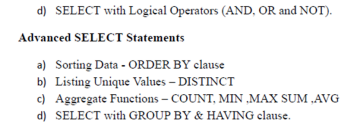 d) SELECT with Logical Operators (AND, OR and NOT).
Advanced SELECT Statements
a) Sorting Data - ORDER BY clause
b) Listing Unique Values – DISTINCT
c) Aggregate Functions – COUNT, MIN ,MAX SUM ,AVG
d) SELECT with GROUP BY & HAVING clause.